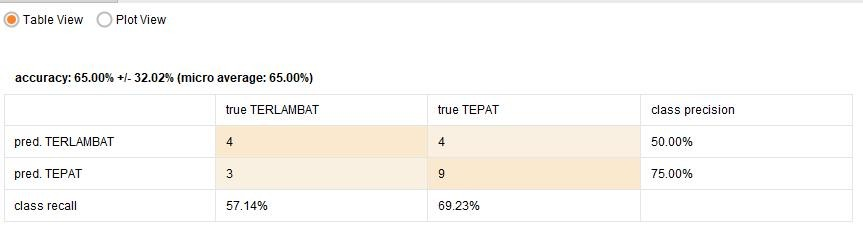 Table View Plot View
accuracy: 65.00% +/- 32.02% (micro average: 65.00%)
true TERLAMBAT true TEPAT class precision
pred. TERLAMBAT 4 4 50.00%
pred. TEPAT 3 9 75.00%
class recall 57.14% 69.23%